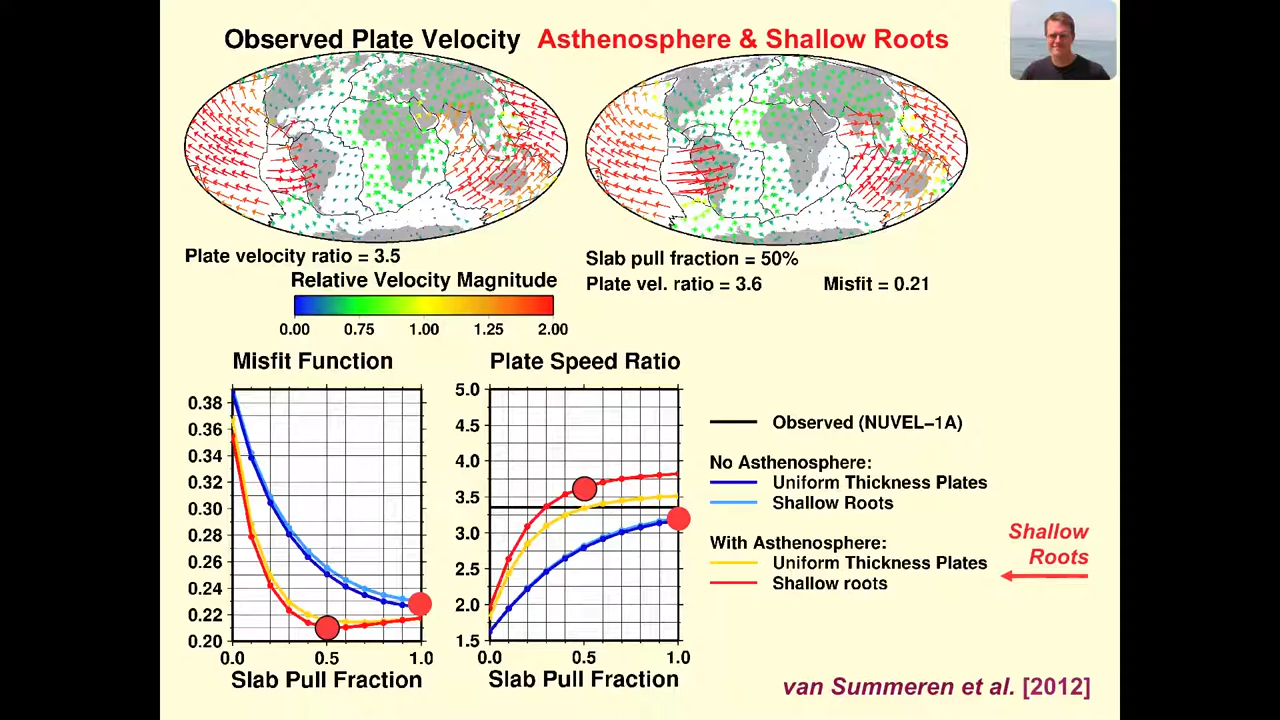 Observed Plate Velocity
Asthenosphere & Shallow Roots
Plate velocity ratio = 3.5
Slab pull fraction = 50%
Plate vel. ratio = 3.6
Misfit = 0.21
Relative Velocity Magnitude
0.00 0.75 1.00 1.25 2.00
Misfit Function
0.38
0.36
0.34
0.32
0.30
0.28
0.26
0.24
0.22
0.20
0.0 0.5 1.0
Slab Pull Fraction
Plate Speed Ratio
5.0
4.5
4.0
3.5
3.0
2.5
2.0
1.5
0.0 0.5 1.0
Slab Pull Fraction
Observed (NUVEL−1A)
No Asthenosphere:
Uniform Thickness Plates
Shallow Roots
With Asthenosphere:
Uniform Thickness Plates
Shallow roots
Shallow
Roots
van Summeren et al. [2012]